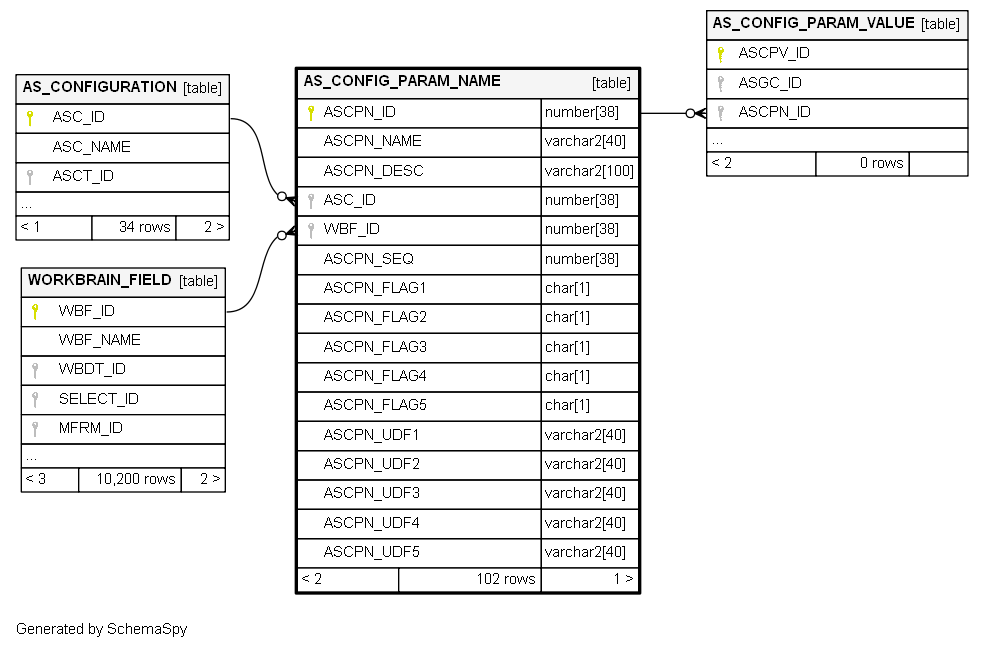 AS_CONFIGURATION [table]
ASC_ID
ASC_NAME
ASCT_ID
...
< 1 34 rows 2 >
WORKBRAIN_FIELD [table]
WBF_ID
WBF_NAME
WBDT_ID
SELECT_ID
MFRM_ID
...
< 3 10,200 rows 2 >
AS_CONFIG_PARAM_NAME [table]
ASCPN_ID number[38]
ASCPN_NAME varchar2[40]
ASCPN_DESC varchar2[100]
ASC_ID number[38]
WBF_ID number[38]
ASCPN_SEQ number[38]
ASCPN_FLAG1 char[1]
ASCPN_FLAG2 char[1]
ASCPN_FLAG3 char[1]
ASCPN_FLAG4 char[1]
ASCPN_FLAG5 char[1]
ASCPN_UDF1 varchar2[40]
ASCPN_UDF2 varchar2[40]
ASCPN_UDF3 varchar2[40]
ASCPN_UDF4 varchar2[40]
ASCPN_UDF5 varchar2[40]
< 2 102 rows 1 >
AS_CONFIG_PARAM_VALUE [table]
ASCPV_ID
ASGC_ID
ASCPN_ID
...
< 2 0 rows
Generated by SchemaSpy